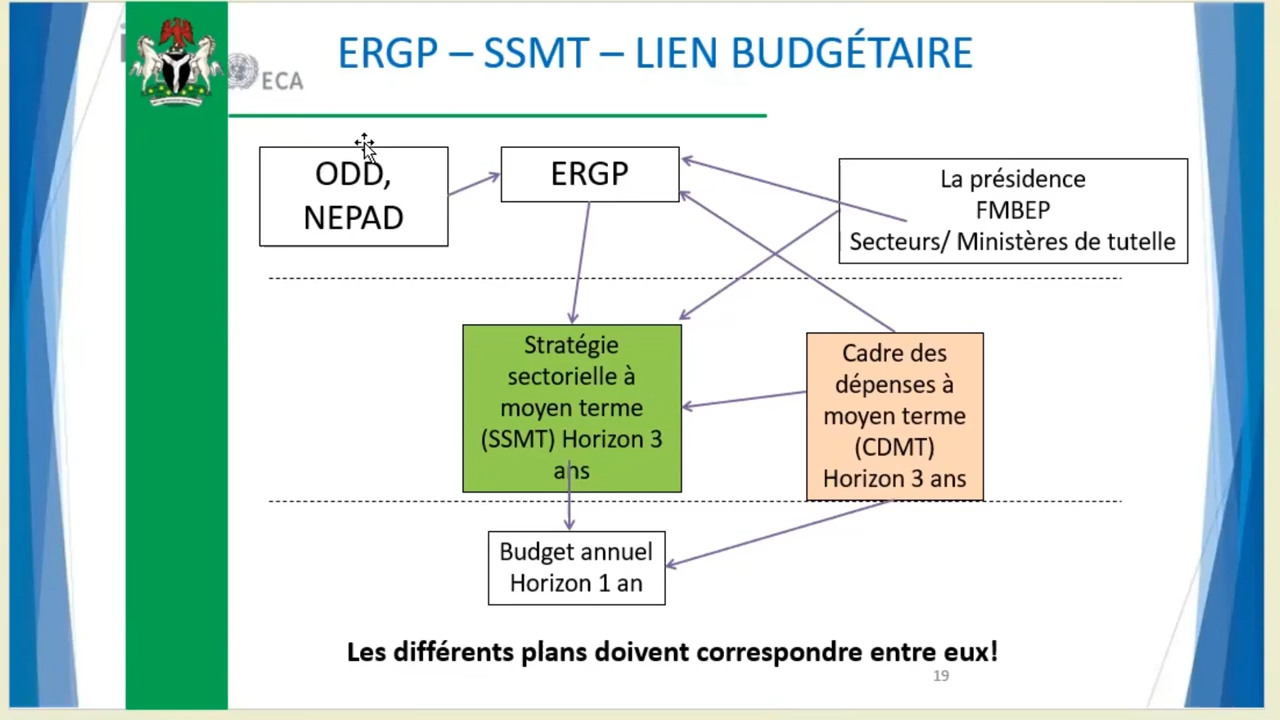 ERGP – SSMT – LIEN BUDGÉTAIRE
ECA
ODD,
NEPAD
ERGP
La présidence
FMBEP
Secteurs/ Ministères de tutelle
Stratégie
sectorielle à
moyen terme
(SSMT) Horizon 3
ans
Cadre des
dépenses à
moyen terme
(CDMT)
Horizon 3 ans
Budget annuel
Horizon 1 an
Les différents plans doivent correspondre entre eux!
19